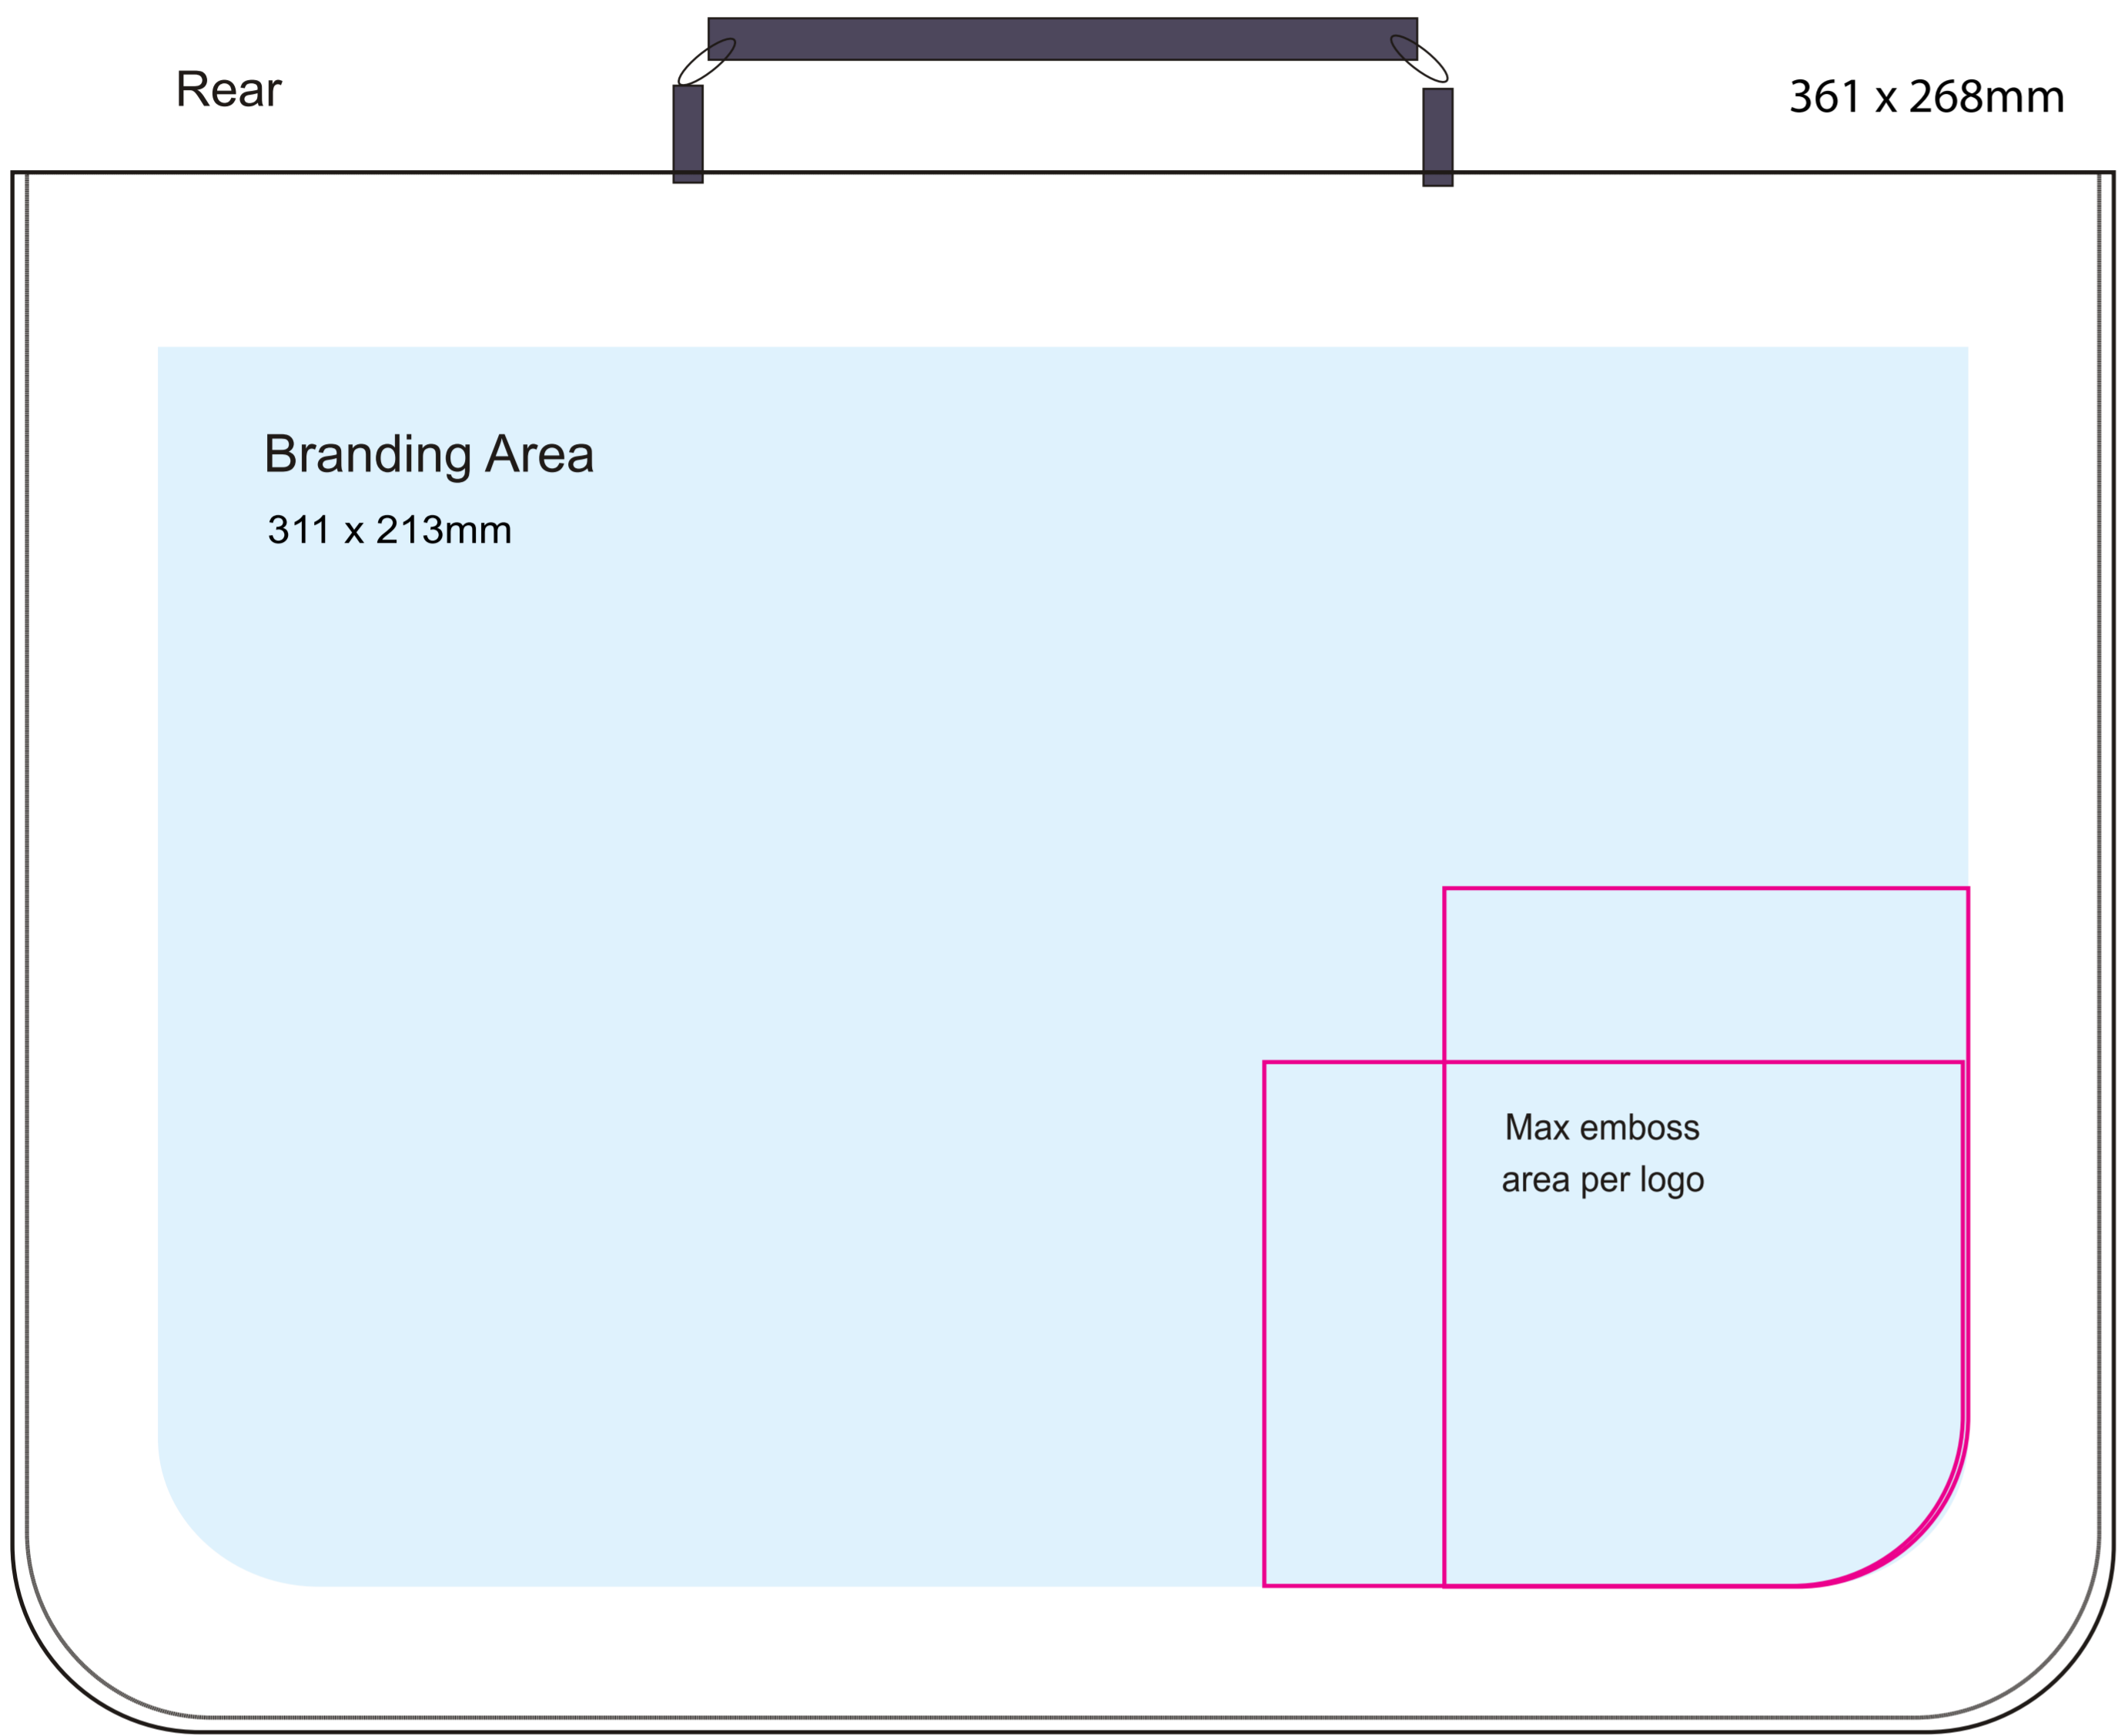 Rear
361 x 268mm
Branding Area
311 x 213mm
Max emboss
area per logo